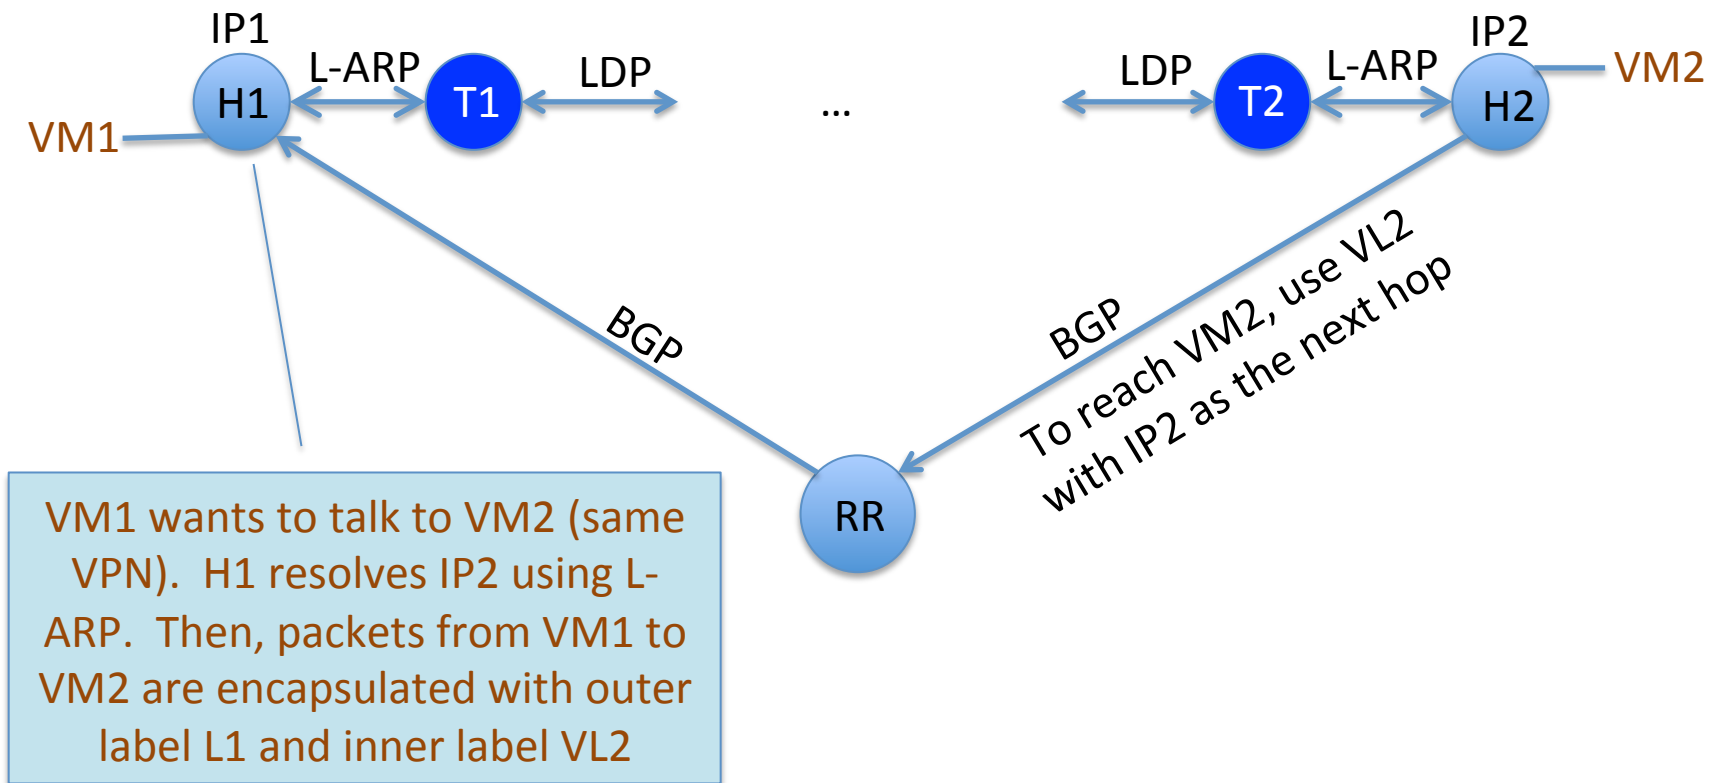 IP1
IP2
L-ARP
LDP
...
LDP
L-ARP
VM2
H1
T1
T2
H2
VM1
BGP
BGP
To reach VM2, use VL2
with IP2 as the next hop
RR
VM1 wants to talk to VM2 (same
VPN).  H1 resolves IP2 using L-
ARP.  Then, packets from VM1 to
VM2 are encapsulated with outer
label L1 and inner label VL2